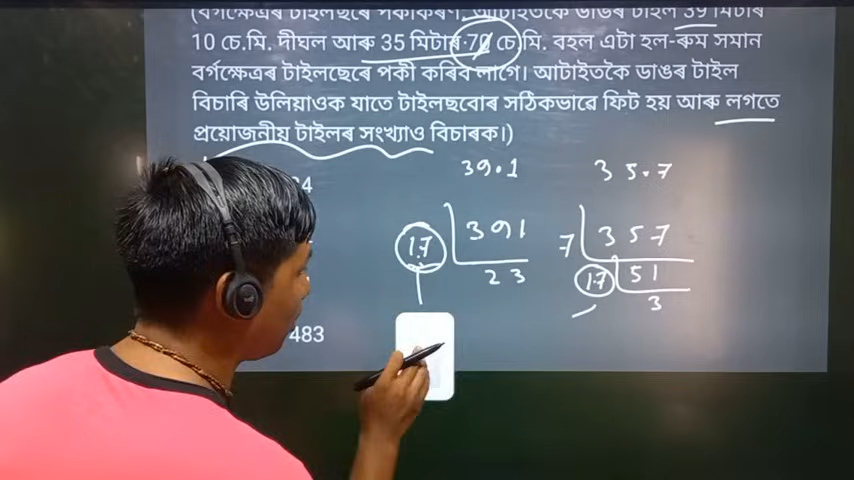 (বৰ্গক্ষেত্ৰৰ টাইলছৰে পকীকৰণ, আটাইতকৈ ডাঙৰ টাইল 39 মিটাৰ
10 চে.মি. দীঘল আৰু 35 মিটাৰ 70 চে.মি. বহল এটা হল-ৰুম সমান
বৰ্গক্ষেত্ৰৰ টাইলছেৰে পকী কৰিব লাগে। আটাইতকৈ ডাঙৰ টাইল
বিচাৰি উলিয়াওক যাতে টাইলছবোৰ সঠিকভাৱে ফিট হয় আৰু লগতে
প্ৰয়োজনীয় টাইলৰ সংখ্যাও বিচাৰক।)
39.1 35.7
17 391 7 357
23 17 51
3
483